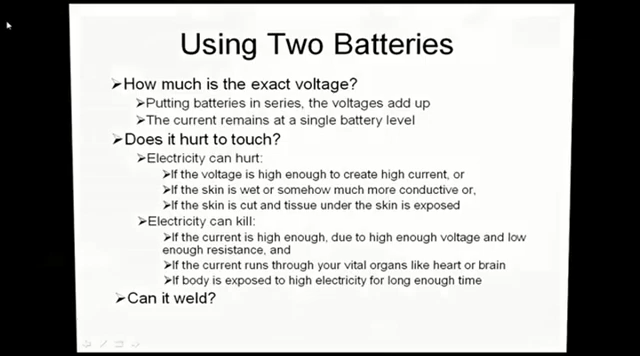 Using Two Batteries
➢How much is the exact voltage?
➢Putting batteries in series, the voltages add up
➢The current remains at a single battery level
➢Does it hurt to touch?
➢Electricity can hurt:
➢If the voltage is high enough to create high current, or
➢If the skin is wet or somehow much more conductive or,
➢If the skin is cut and tissue under the skin is exposed
➢Electricity can kill:
➢If the current is high enough, due to high enough voltage and low
enough resistance, and
➢If the current runs through your vital organs like heart or brain
➢If body is exposed to high electricity for long enough time
➢Can it weld?